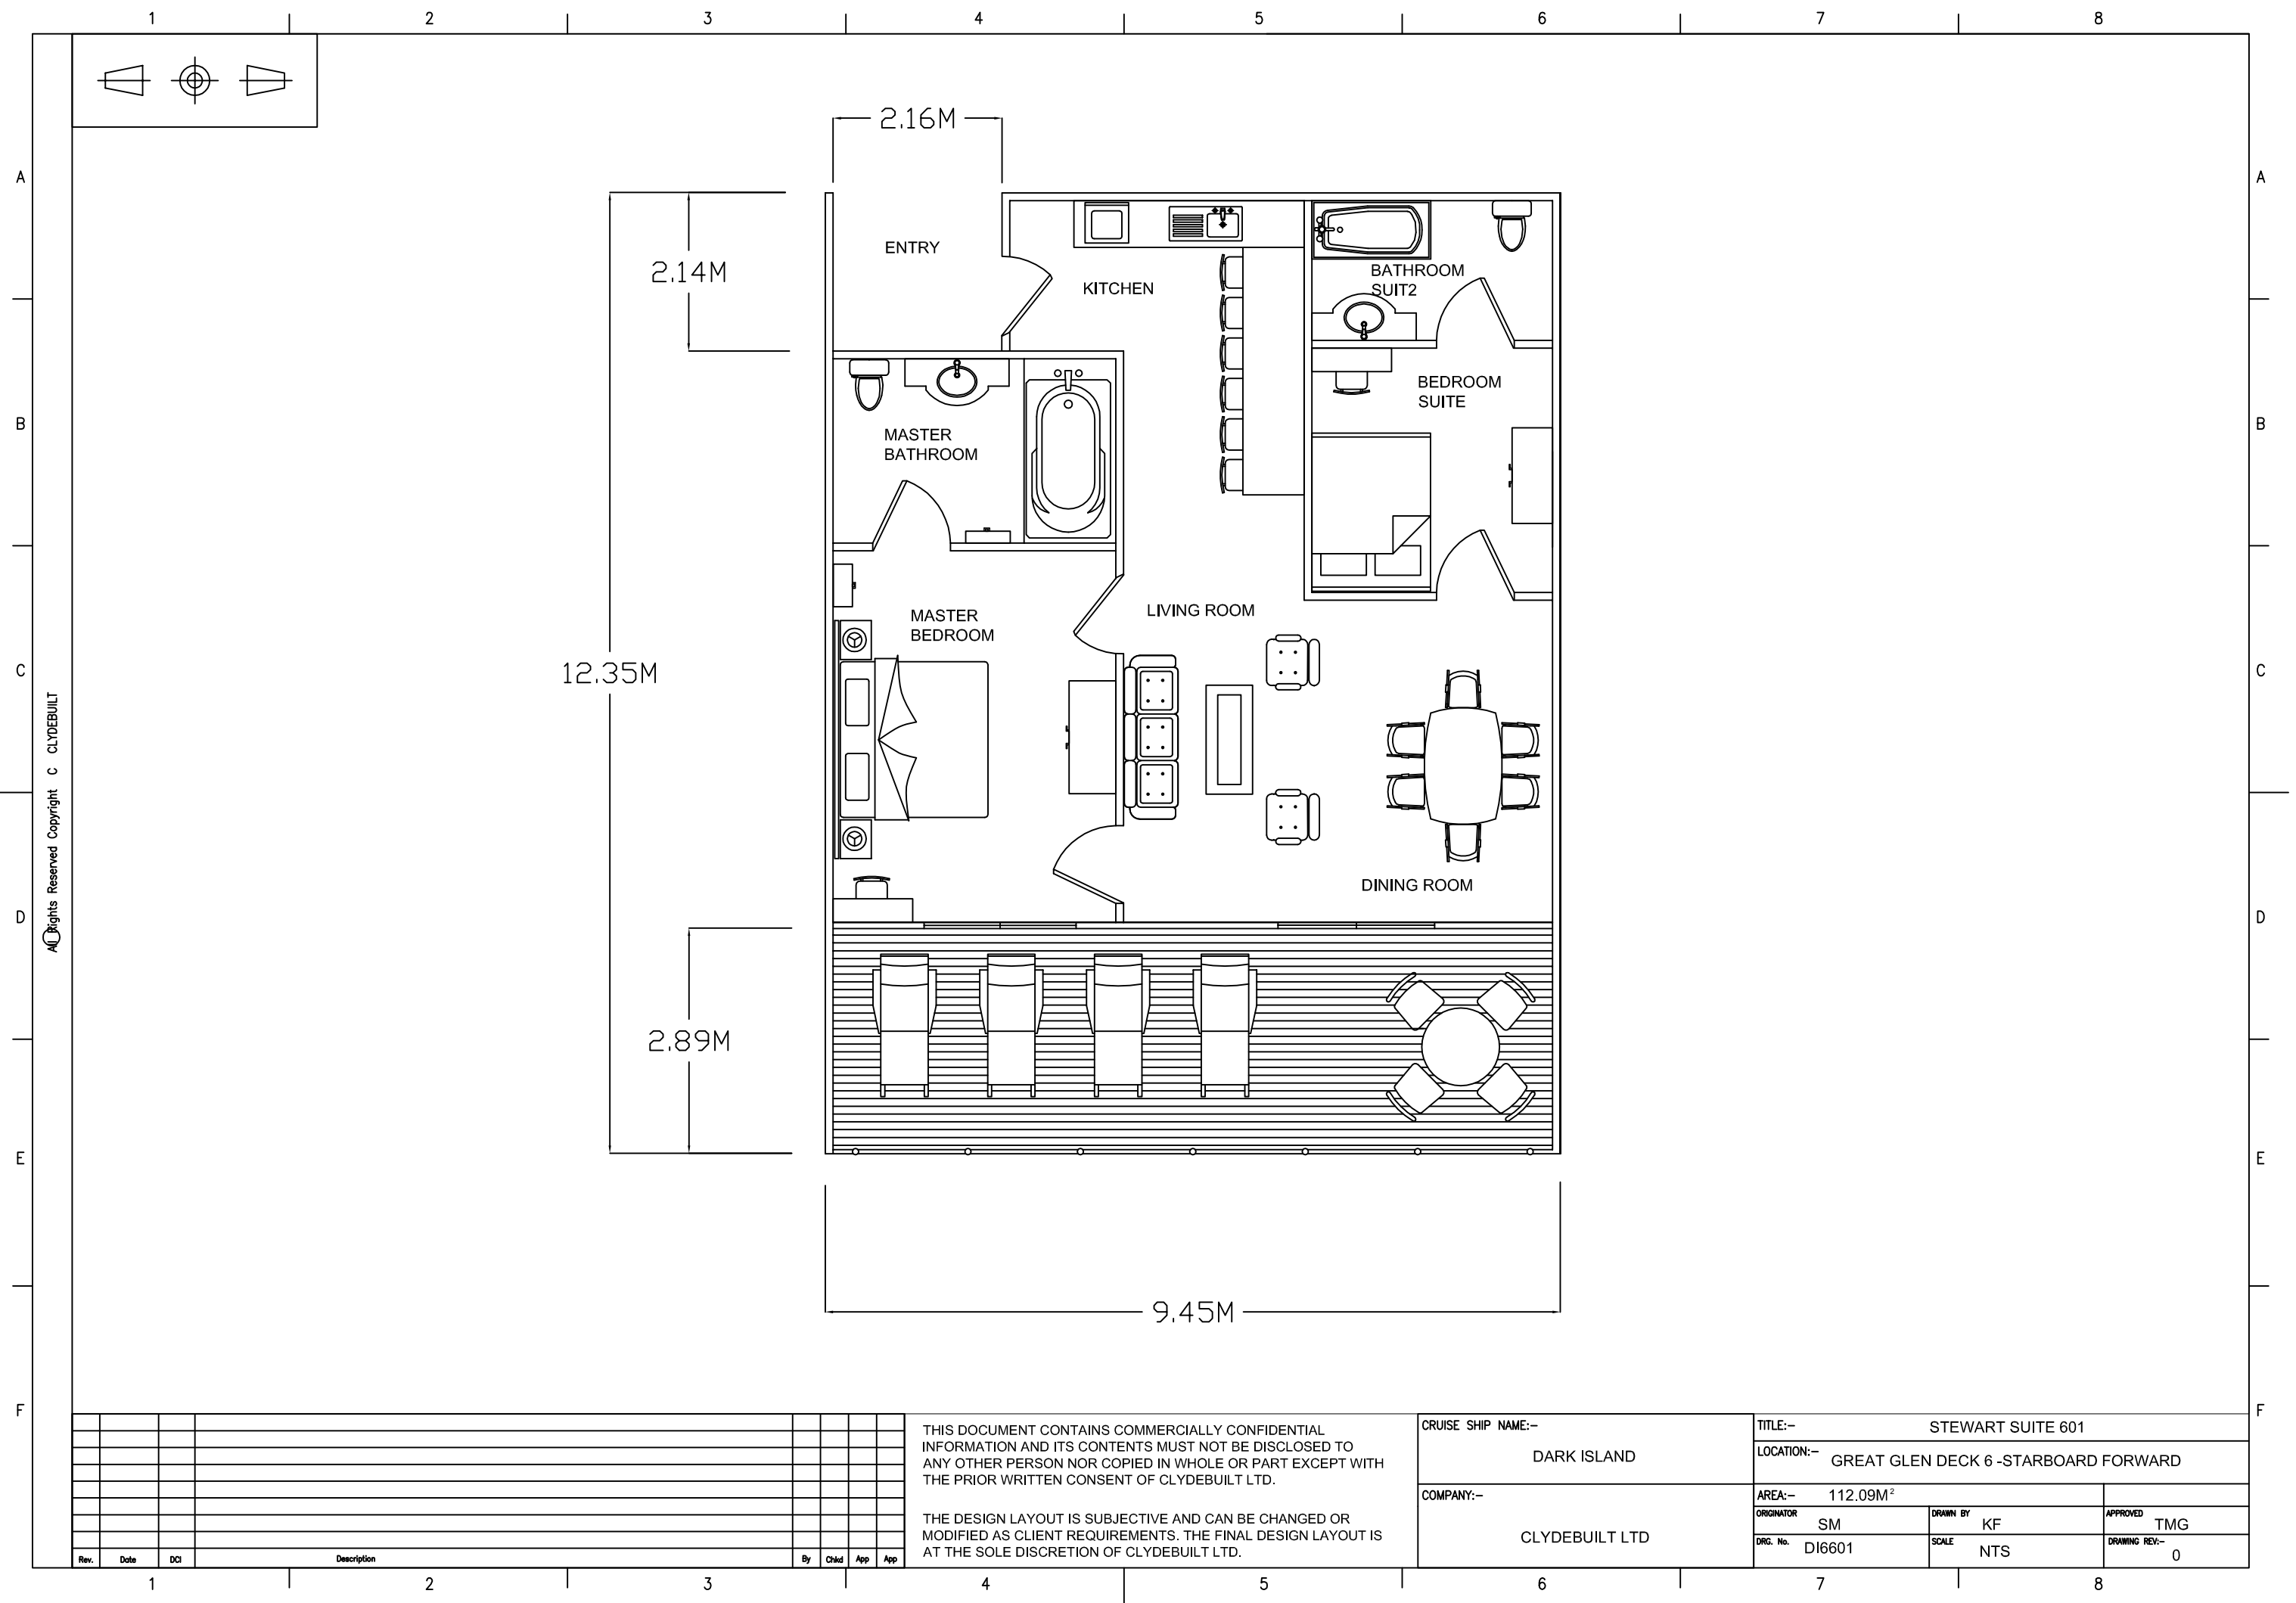 1 2 3 4 5 6 7 8
A A
2.16M
ENTRY
2.14M
KITCHEN
BATHROOM
SUIT2
BEDROOM
SUITE
B B
MASTER
BATHROOM
LIVING ROOM
MASTER
BEDROOM
12.35M
C C
All Rights Reserved Copyright C CLYDEBUILT
DINING ROOM
D D
2.89M
E E
9.45M
F F
THIS DOCUMENT CONTAINS COMMERCIALLY CONFIDENTIAL
INFORMATION AND ITS CONTENTS MUST NOT BE DISCLOSED TO
ANY OTHER PERSON NOR COPIED IN WHOLE OR PART EXCEPT WITH
THE PRIOR WRITTEN CONSENT OF CLYDEBUILT LTD.
THE DESIGN LAYOUT IS SUBJECTIVE AND CAN BE CHANGED OR
MODIFIED AS CLIENT REQUIREMENTS. THE FINAL DESIGN LAYOUT IS
AT THE SOLE DISCRETION OF CLYDEBUILT LTD.
CRUISE SHIP NAME:-
DARK ISLAND
COMPANY:-
CLYDEBUILT LTD
TITLE:- STEWART SUITE 601
LOCATION:- GREAT GLEN DECK 6 -STARBOARD FORWARD
AREA:- 112.09M²
ORIGINATOR SM DRAWN BY KF APPROVED TMG
DRG. No. DI6601 SCALE NTS DRAWING REV:- 0
Rev. Date DCI Description By Chkd App App
1 2 3 4 5 6 7 8